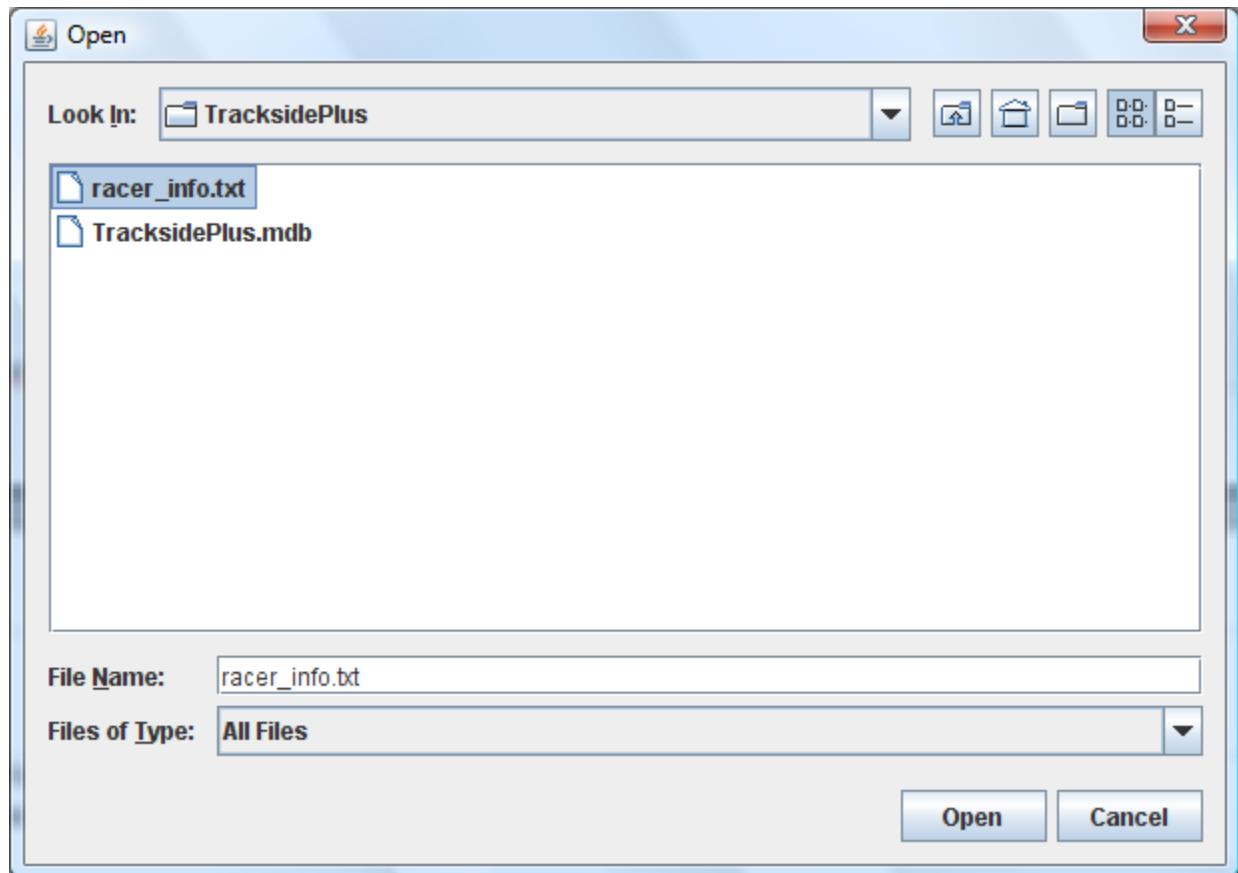 Open
Look In: TracksidePlus
racer_info.txt
TracksidePlus.mdb
File Name: racer_info.txt
Files of Type: All Files
Open Cancel